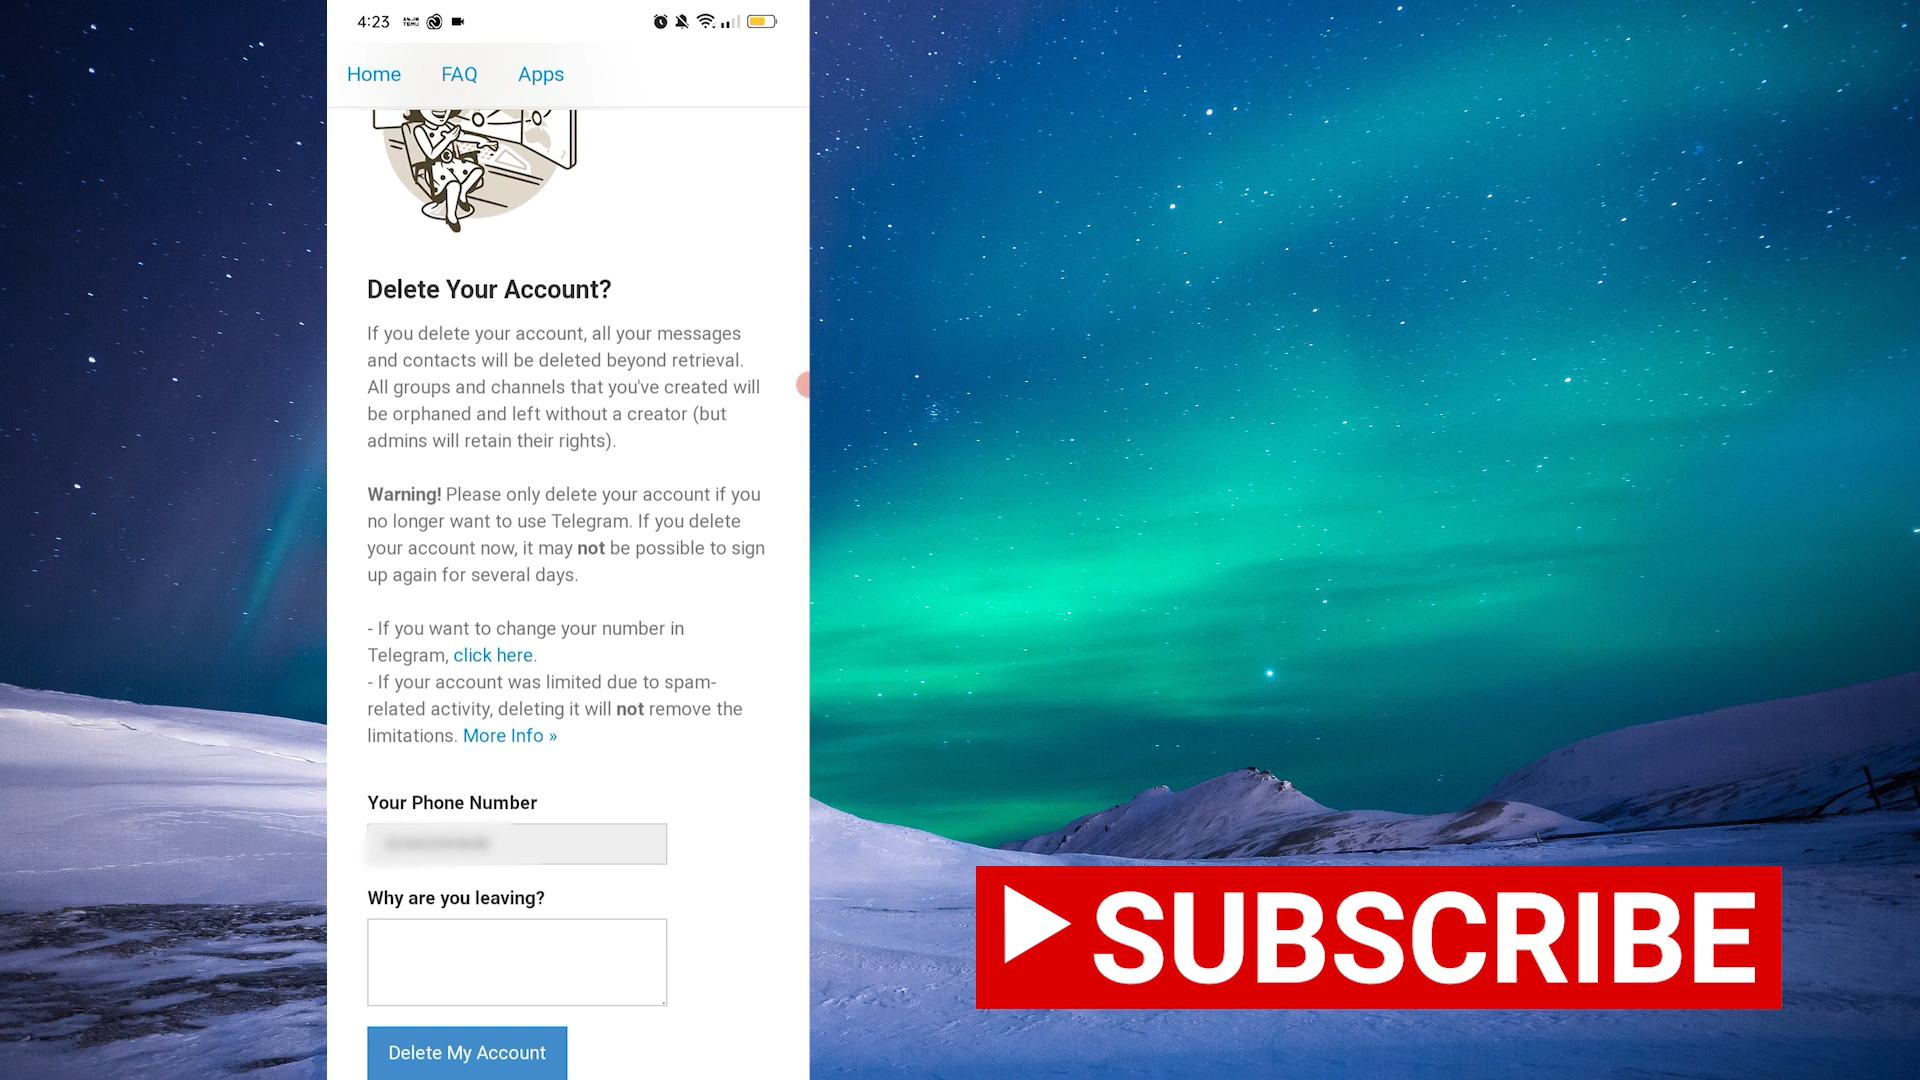 4:23
Home FAQ Apps
Delete Your Account?
If you delete your account, all your messages
and contacts will be deleted beyond retrieval.
All groups and channels that you've created will
be orphaned and left without a creator (but
admins will retain their rights).
Warning! Please only delete your account if you
no longer want to use Telegram. If you delete
your account now, it may not be possible to sign
up again for several days.
- If you want to change your number in
Telegram, click here.
- If your account was limited due to spam-
related activity, deleting it will not remove the
limitations. More Info »
Your Phone Number
Why are you leaving?
Delete My Account
SUBSCRIBE